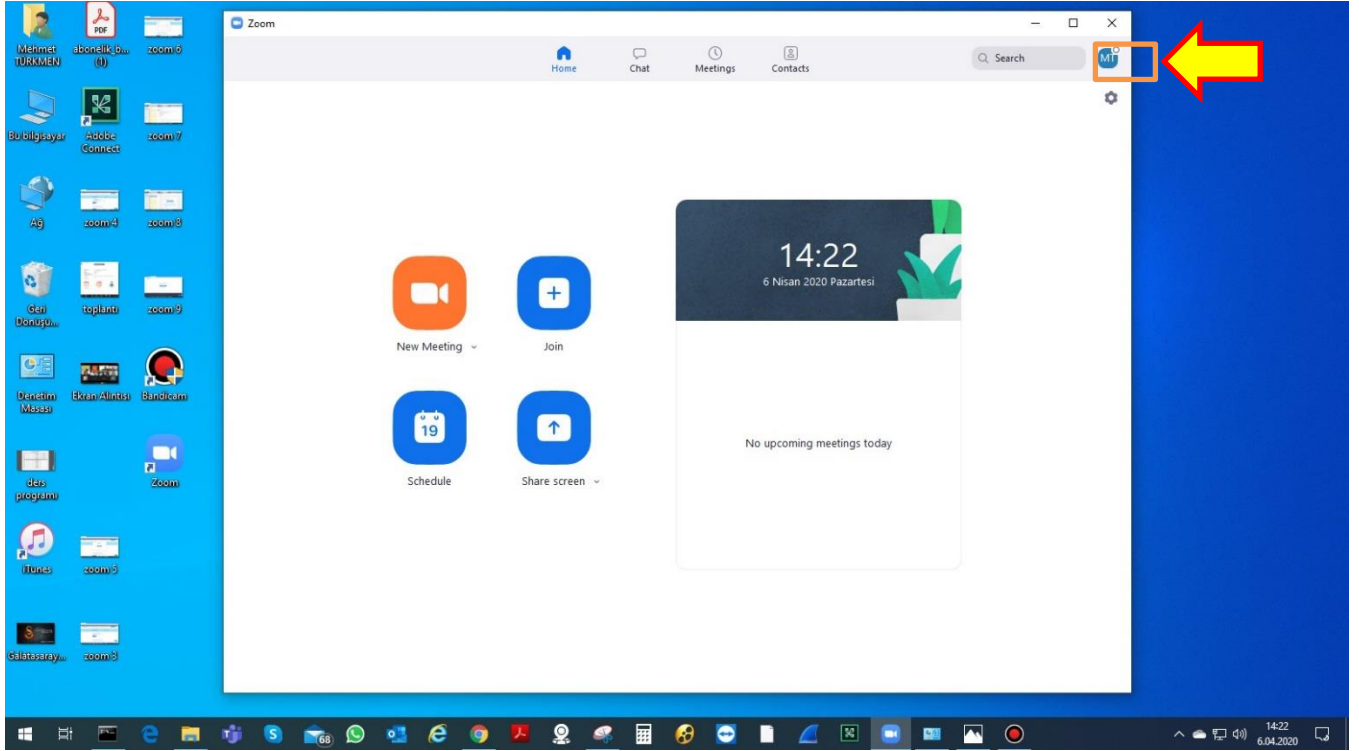 Mehmet
TÜRKMEN
PDF
abonelik_b...
(6)
zoom 6
Bu bilgisayar
Adobe
Connect
zoom 7
Ağ
zoom 4
zoom 8
Geri
Dönüşü...
toplantı
zoom 9
Denetim
Masası
Ekran Alıntısı
Bandicam
ders
programı
Zoom
iTunes
zoom 5
Galatasaray...
zoom 3
Zoom
Home
Chat
Meetings
Contacts
Search
MT
14:22
6 Nisan 2020 Pazartesi
New Meeting
Join
19
Schedule
Share screen
No upcoming meetings today
68
14:22
6.04.2020